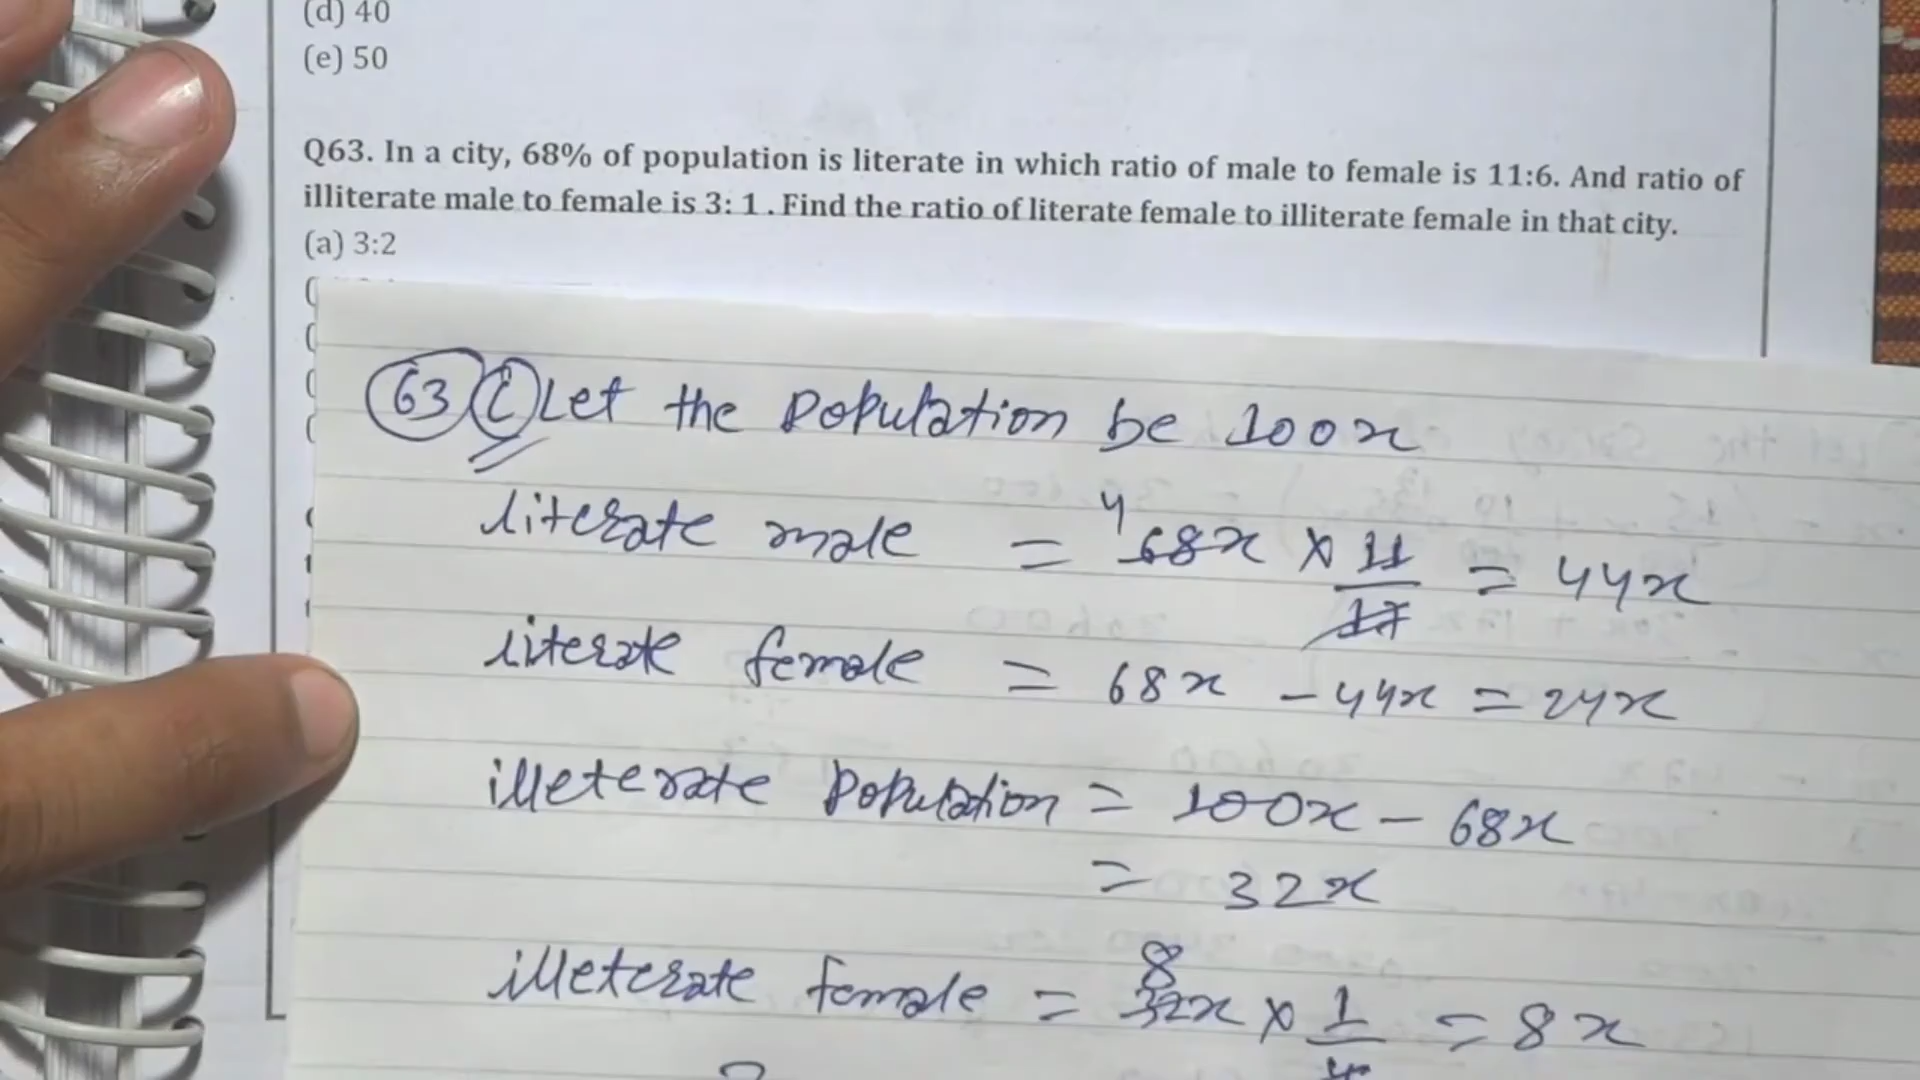 (d) 40
(e) 50
Q63. In a city, 68% of population is literate in which ratio of male to female is 11:6. And ratio of
illiterate male to female is 3: 1 . Find the ratio of literate female to illiterate female in that city.
(a) 3:2
63 (C) Let the Population be 100x
literate male = 4 68x × 11/17 = 44x
literate female = 68x - 44x = 24x
illeterate Population = 100x - 68x
= 32x
illeterate female = 8 32x × 1/4 = 8x